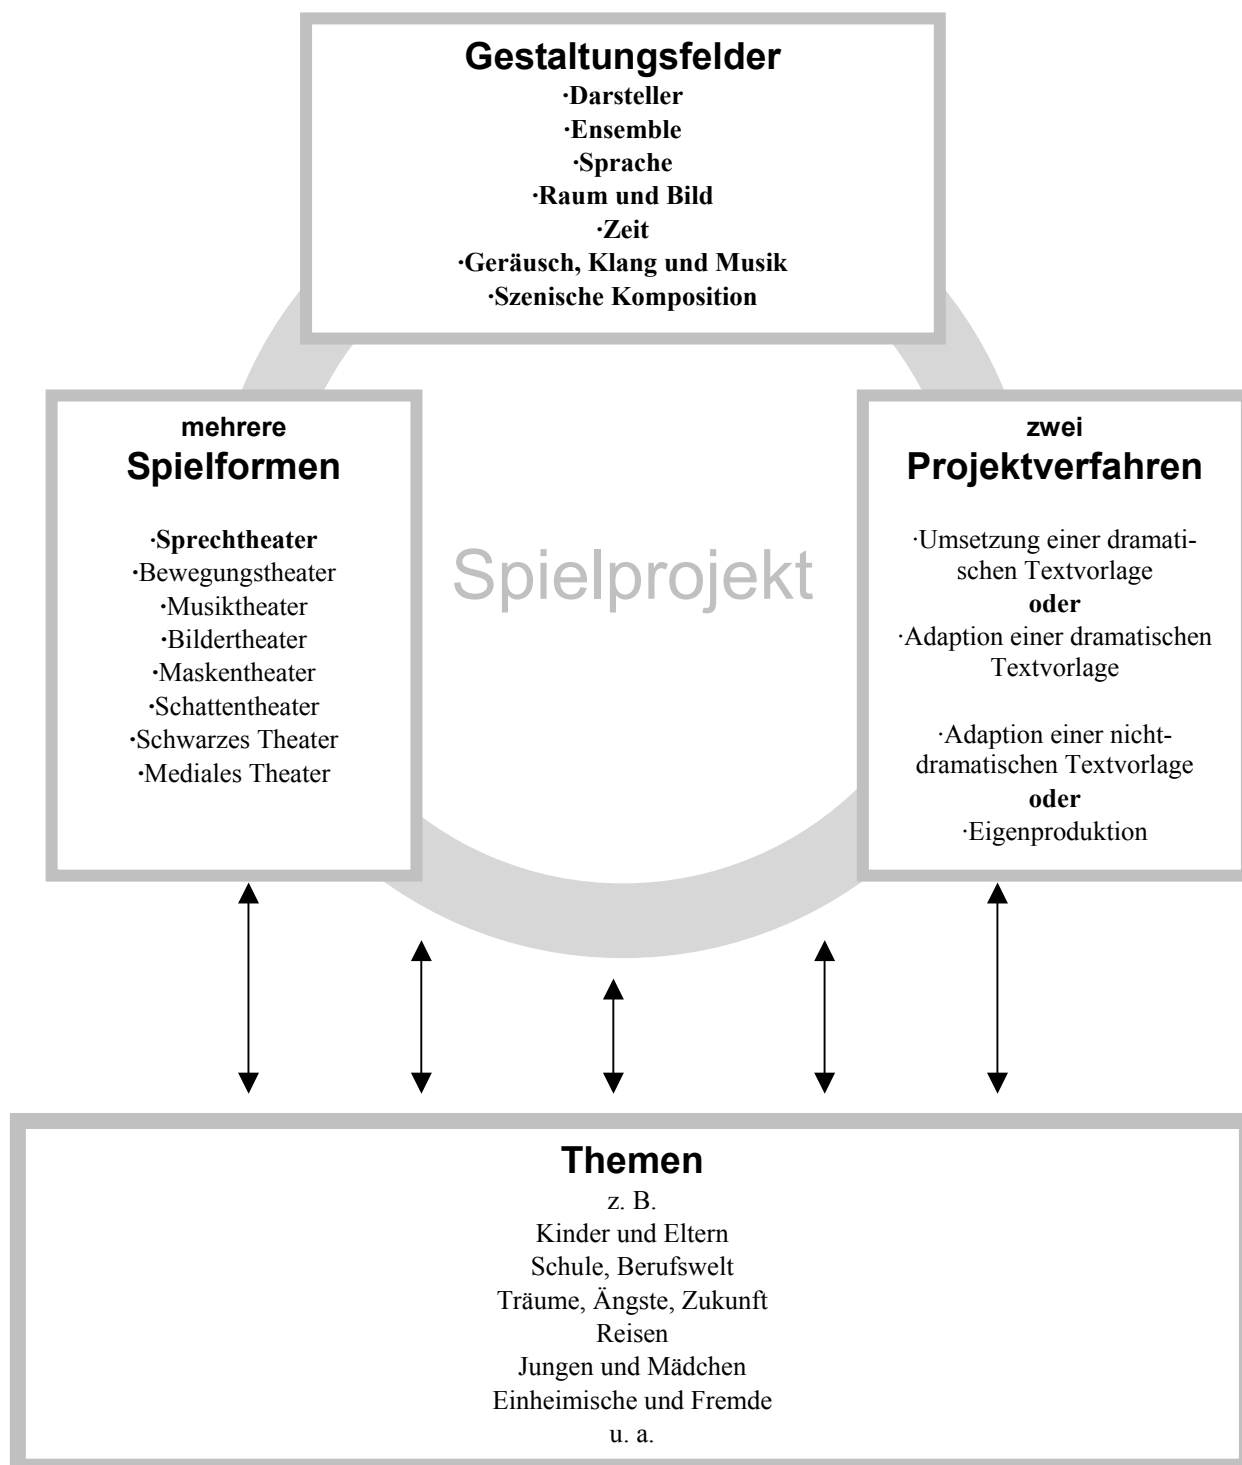 Gestaltungsfelder
·Darsteller
·Ensemble
·Sprache
·Raum und Bild
·Zeit
·Geräusch, Klang und Musik
·Szenische Komposition
mehrere
Spielformen
·Sprechtheater
·Bewegungstheater
·Musiktheater
·Bildertheater
·Maskentheater
·Schattentheater
·Schwarzes Theater
·Mediales Theater
Spielprojekt
zwei
Projektverfahren
·Umsetzung einer dramati-
schen Textvorlage
oder
·Adaption einer dramatischen
Textvorlage
·Adaption einer nicht-
dramatischen Textvorlage
oder
·Eigenproduktion
Themen
z. B.
Kinder und Eltern
Schule, Berufswelt
Träume, Ängste, Zukunft
Reisen
Jungen und Mädchen
Einheimische und Fremde
u. a.